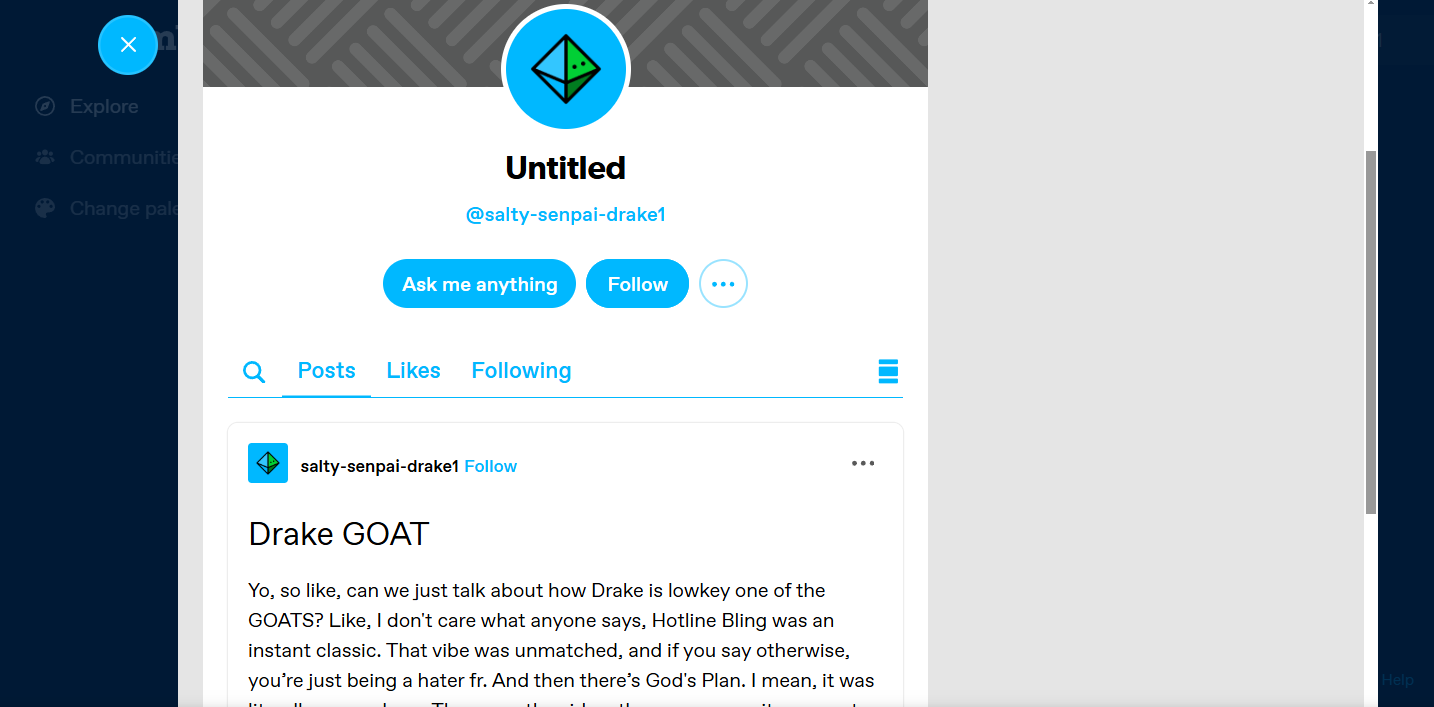 Explore
Communitie
Change pale
Untitled
@salty-senpai-drake1
Ask me anything
Follow
Posts
Likes
Following
salty-senpai-drake1 Follow
Drake GOAT
Yo, so like, can we just talk about how Drake is lowkey one of the
GOATS? Like, I don't care what anyone says, Hotline Bling was an
instant classic. That vibe was unmatched, and if you say otherwise,
you’re just being a hater fr. And then there’s God's Plan. I mean, it was
Help